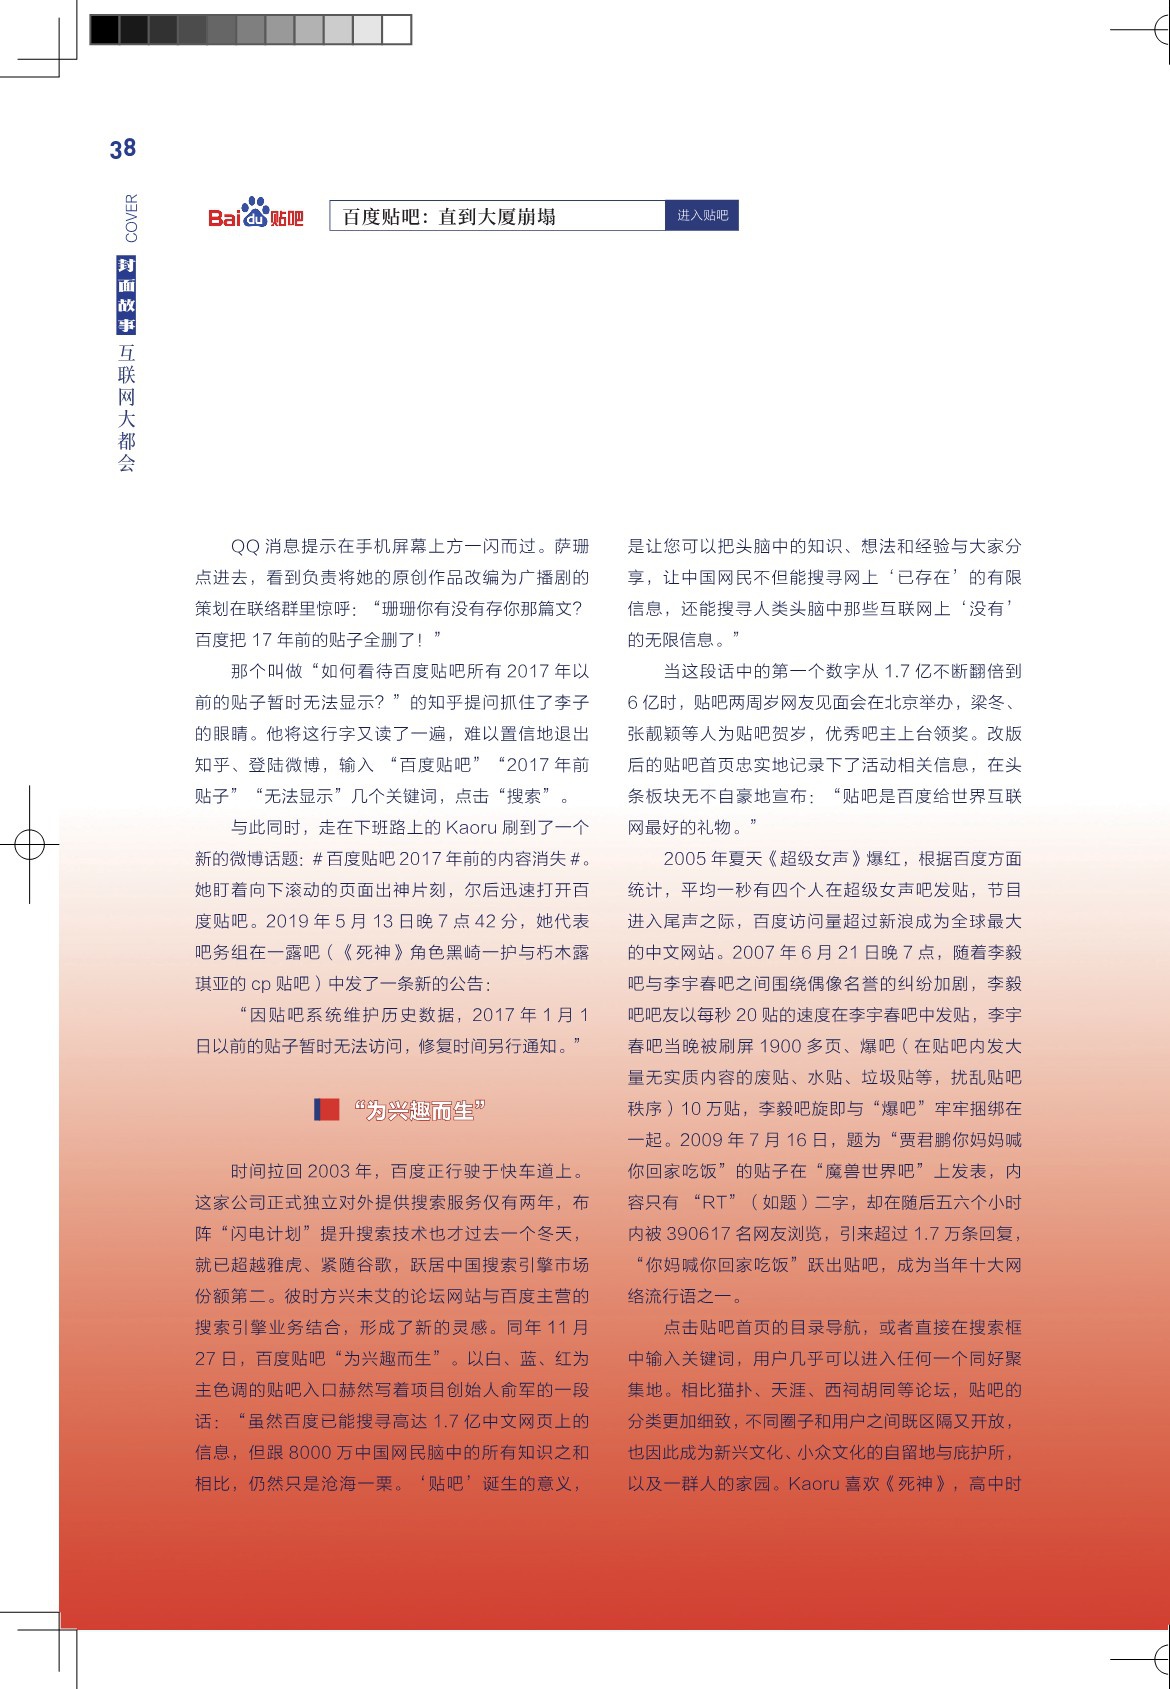 38
COVER
封面故事
互联网大都会
Bai du 贴吧
百度贴吧：直到大厦崩塌
进入贴吧
QQ 消息提示在手机屏幕上方一闪而过。萨珊
点进去，看到负责将她的原创作品改编为广播剧的
策划在联络群里惊呼：“珊珊你有没有存你那篇文？
百度把 17 年前的贴子全删了！”
那个叫做“如何看待百度贴吧所有 2017 年以
前的贴子暂时无法显示？”的知乎提问抓住了李子
的眼睛。他将这行字又读了一遍，难以置信地退出
知乎、登陆微博，输入 “百度贴吧”“2017 年前
贴子”“无法显示”几个关键词，点击“搜索”。
与此同时，走在下班路上的 Kaoru 刷到了一个
新的微博话题：# 百度贴吧 2017 年前的内容消失 #。
她盯着向下滚动的页面出神片刻，尔后迅速打开百
度贴吧。2019 年 5 月 13 日晚 7 点 42 分，她代表
吧务组在一露吧（《死神》角色黑崎一护与朽木露
琪亚的 cp 贴吧）中发了一条新的公告：
“因贴吧系统维护历史数据，2017 年 1 月 1
日以前的贴子暂时无法访问，修复时间另行通知。”
“为兴趣而生”
时间拉回 2003 年，百度正行驶于快车道上。
这家公司正式独立对外提供搜索服务仅有两年，布
阵“闪电计划”提升搜索技术也才过去一个冬天，
就已超越雅虎、紧随谷歌，跃居中国搜索引擎市场
份额第二。彼时方兴未艾的论坛网站与百度主营的
搜索引擎业务结合，形成了新的灵感。同年 11 月
27 日，百度贴吧“为兴趣而生”。以白、蓝、红为
主色调的贴吧入口赫然写着项目创始人俞军的一段
话：“虽然百度已能搜寻高达 1.7 亿中文网页上的
信息，但跟 8000 万中国网民脑中的所有知识之和
相比，仍然只是沧海一栗。‘贴吧’诞生的意义，
是让您可以把头脑中的知识、想法和经验与大家分
享，让中国网民不但能搜寻网上‘已存在’的有限
信息，还能搜寻人类头脑中那些互联网上‘没有’
的无限信息。”
当这段话中的第一个数字从 1.7 亿不断翻倍到
6 亿时，贴吧两周岁网友见面会在北京举办，梁冬、
张靓颖等人为贴吧贺岁，优秀吧主上台领奖。改版
后的贴吧首页忠实地记录下了活动相关信息，在头
条板块无不自豪地宣布：“贴吧是百度给世界互联
网最好的礼物。”
2005 年夏天《超级女声》爆红，根据百度方面
统计，平均一秒有四个人在超级女声吧发贴，节目
进入尾声之际，百度访问量超过新浪成为全球最大
的中文网站。2007 年 6 月 21 日晚 7 点，随着李毅
吧与李宇春吧之间围绕偶像名誉的纠纷加剧，李毅
吧吧友以每秒 20 贴的速度在李宇春吧中发贴，李宇
春吧当晚被刷屏 1900 多页、爆吧（在贴吧内发大
量无实质内容的废贴、水贴、垃圾贴等，扰乱贴吧
秩序）10 万贴，李毅吧旋即与“爆吧”牢牢捆绑在
一起。2009 年 7 月 16 日，题为“贾君鹏你妈妈喊
你回家吃饭”的贴子在“魔兽世界吧”上发表，内
容只有 “RT”（如题）二字，却在随后五六个小时
内被 390617 名网友浏览，引来超过 1.7 万条回复，
“你妈喊你回家吃饭”跃出贴吧，成为当年十大网
络流行语之一。
点击贴吧首页的目录导航，或者直接在搜索框
中输入关键词，用户几乎可以进入任何一个同好聚
集地。相比猫扑、天涯、西祠胡同等论坛，贴吧的
分类更加细致，不同圈子和用户之间既区隔又开放，
也因此成为新兴文化、小众文化的自留地与庇护所，
以及一群人的家园。Kaoru 喜欢《死神》，高中时